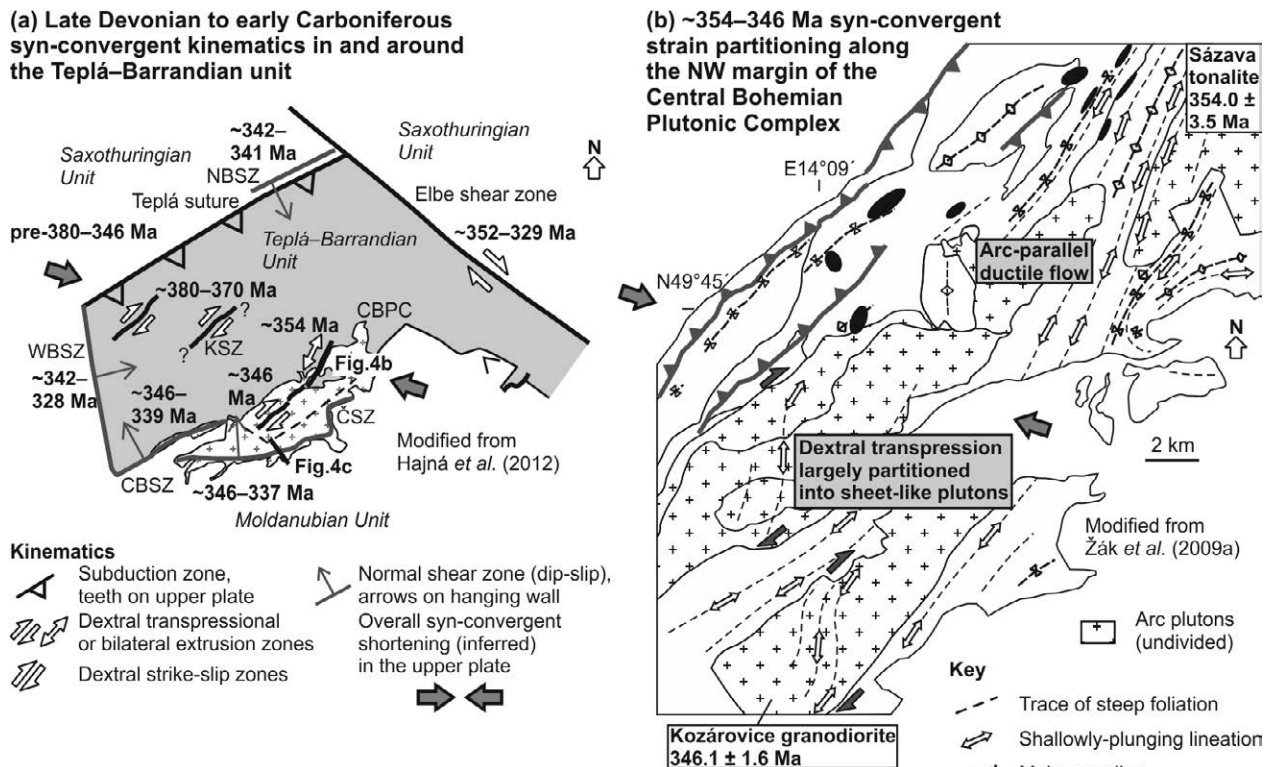 (a) Late Devonian to early Carboniferous
syn-convergent kinematics in and around
the Teplá–Barrandian unit
~342–
341 Ma
Saxothuringian
Unit
Saxothuringian
Unit
N
NBSZ
Teplá suture
Elbe shear zone
pre-380–346 Ma
Teplá–Barrandian
Unit
~352–329 Ma
~380–370 Ma
?
?
KSZ
~354 Ma
CBPC
WBSZ
Fig.4b
~342–
328 Ma
~346
Ma
~346–
339 Ma
ČSZ
Fig.4c
CBSZ
~346–337 Ma
Moldanubian Unit
Modified from
Hajná et al. (2012)
Kinematics
Subduction zone,
teeth on upper plate
Dextral transpressional
or bilateral extrusion zones
Dextral strike-slip zones
Normal shear zone (dip-slip),
arrows on hanging wall
Overall syn-convergent
shortening (inferred)
in the upper plate
(b) ~354–346 Ma syn-convergent
strain partitioning along
the NW margin of the
Central Bohemian
Plutonic Complex
Sázava
tonalite
354.0 ±
3.5 Ma
E14°09´
N49°45´
Arc-parallel
ductile flow
N
2 km
Dextral transpression
largely partitioned
into sheet-like plutons
Modified from
Žák et al. (2009a)
Arc plutons
(undivided)
Key
Trace of steep foliation
Shallowly-plunging lineation
Kozárovice granodiorite
346.1 ± 1.6 Ma